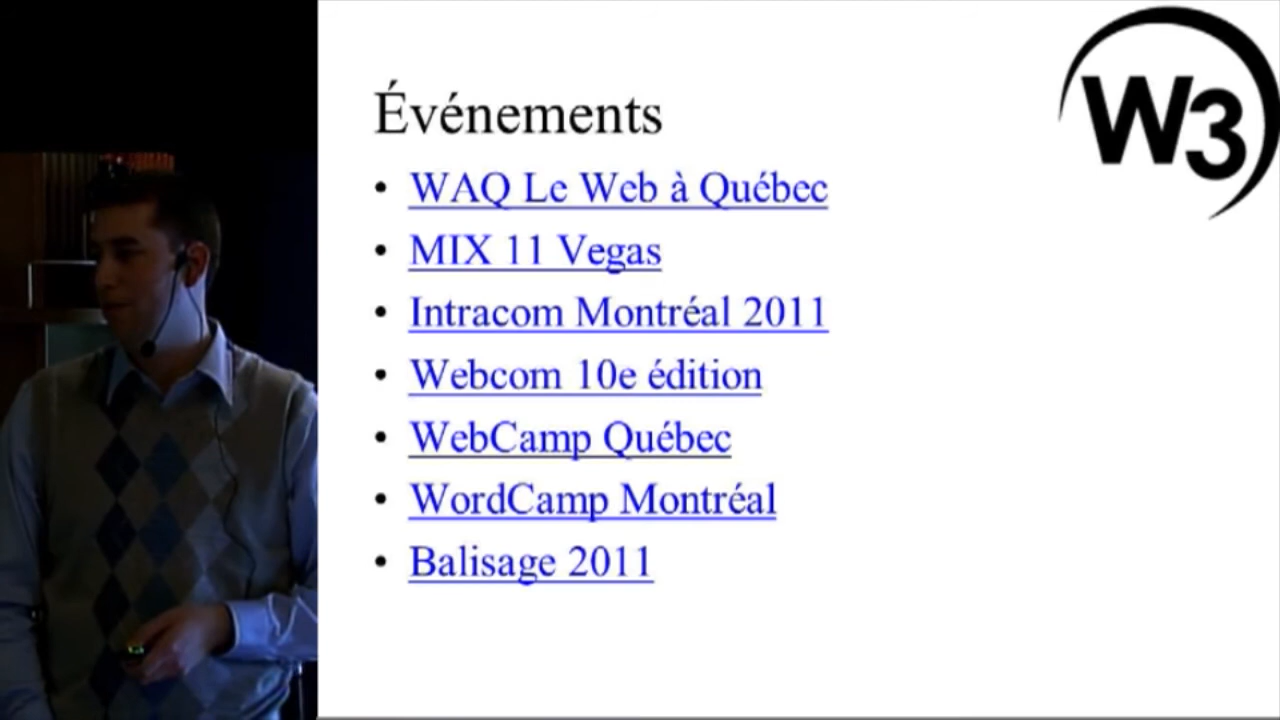 W3
Événements
• WAQ Le Web à Québec
• MIX 11 Vegas
• Intracom Montréal 2011
• Webcom 10e édition
• WebCamp Québec
• WordCamp Montréal
• Balisage 2011